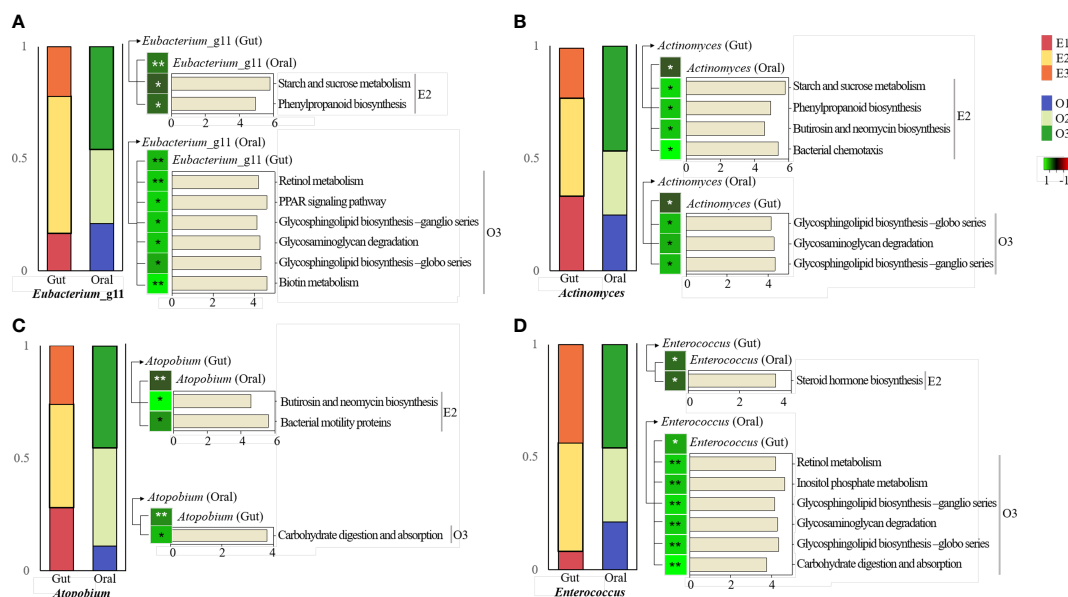 A
1
0.5
0
Gut Oral
Eubacterium_g11
Eubacterium_g11 (Gut)
** Eubacterium_g11 (Oral)
* Starch and sucrose metabolism
* Phenylpropanoid biosynthesis
E2
0 2 4 6
Eubacterium_g11 (Oral)
** Eubacterium_g11 (Gut)
** Retinol metabolism
* PPAR signaling pathway
* Glycosphingolipid biosynthesis –ganglio series
* Glycosaminoglycan degradation
* Glycosphingolipid biosynthesis –globo series
** Biotin metabolism
O3
0 2 4
B
1
0.5
0
Gut Oral
Actinomyces
Actinomyces (Gut)
* Actinomyces (Oral)
* Starch and sucrose metabolism
* Phenylpropanoid biosynthesis
* Butirosin and neomycin biosynthesis
* Bacterial chemotaxis
E2
0 2 4 6
Actinomyces (Oral)
* Actinomyces (Gut)
* Glycosphingolipid biosynthesis –globo series
* Glycosaminoglycan degradation
* Glycosphingolipid biosynthesis –ganglio series
O3
0 2 4
E1
E2
E3
O1
O2
O3
1 -1
C
1
0.5
0
Gut Oral
Atopobium
Atopobium (Gut)
** Atopobium (Oral)
* Butirosin and neomycin biosynthesis
* Bacterial motility proteins
E2
0 2 4 6
Atopobium (Oral)
** Atopobium (Gut)
* Carbohydrate digestion and absorption
O3
0 2 4
D
1
0.5
0
Gut Oral
Enterococcus
Enterococcus (Gut)
* Enterococcus (Oral)
* Steroid hormone biosynthesis
E2
0 2 4
Enterococcus (Oral)
* Enterococcus (Gut)
** Retinol metabolism
** Inositol phosphate metabolism
** Glycosphingolipid biosynthesis –ganglio series
** Glycosaminoglycan degradation
** Glycosphingolipid biosynthesis –globo series
** Carbohydrate digestion and absorption
O3
0 2 4